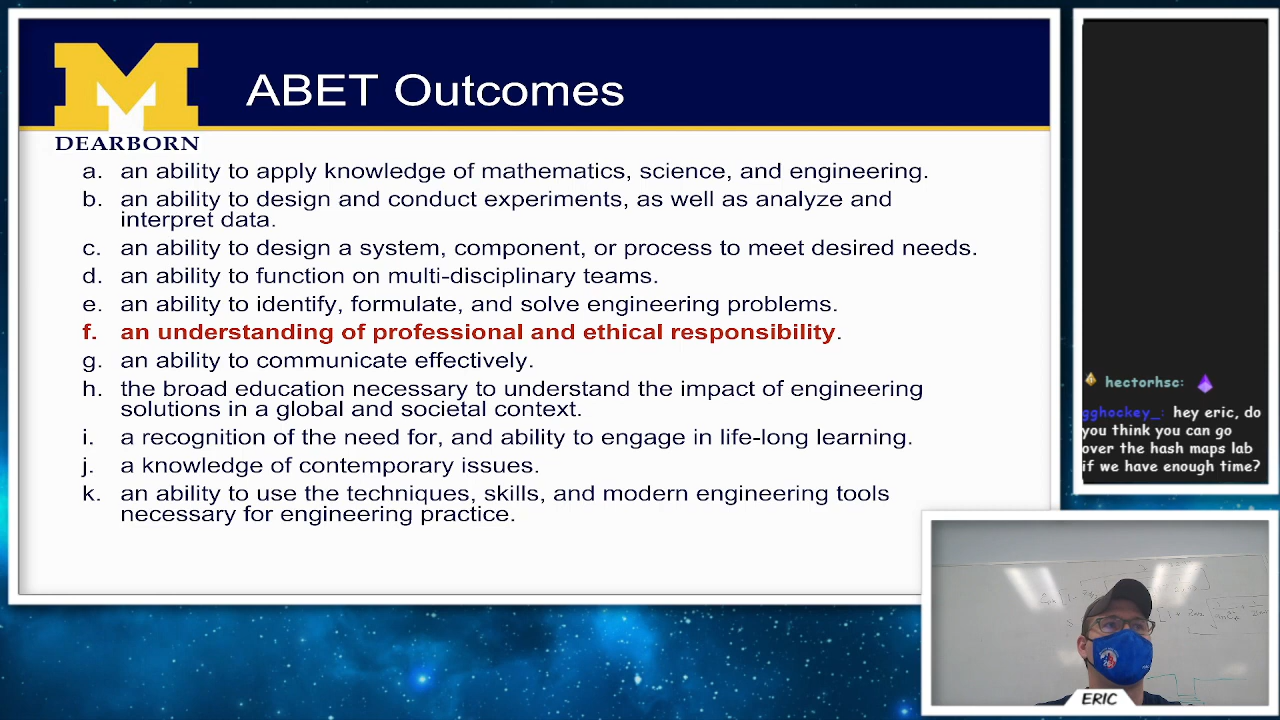 ABET Outcomes
DEARBORN
a. an ability to apply knowledge of mathematics, science, and engineering.
b. an ability to design and conduct experiments, as well as analyze and
interpret data.
c. an ability to design a system, component, or process to meet desired needs.
d. an ability to function on multi-disciplinary teams.
e. an ability to identify, formulate, and solve engineering problems.
f. an understanding of professional and ethical responsibility.
g. an ability to communicate effectively.
h. the broad education necessary to understand the impact of engineering
solutions in a global and societal context.
i. a recognition of the need for, and ability to engage in life-long learning.
j. a knowledge of contemporary issues.
k. an ability to use the techniques, skills, and modern engineering tools
necessary for engineering practice.
hectorhsc:
gghockey_: hey eric, do
you think you can go
over the hash maps lab
if we have enough time?
ERIC